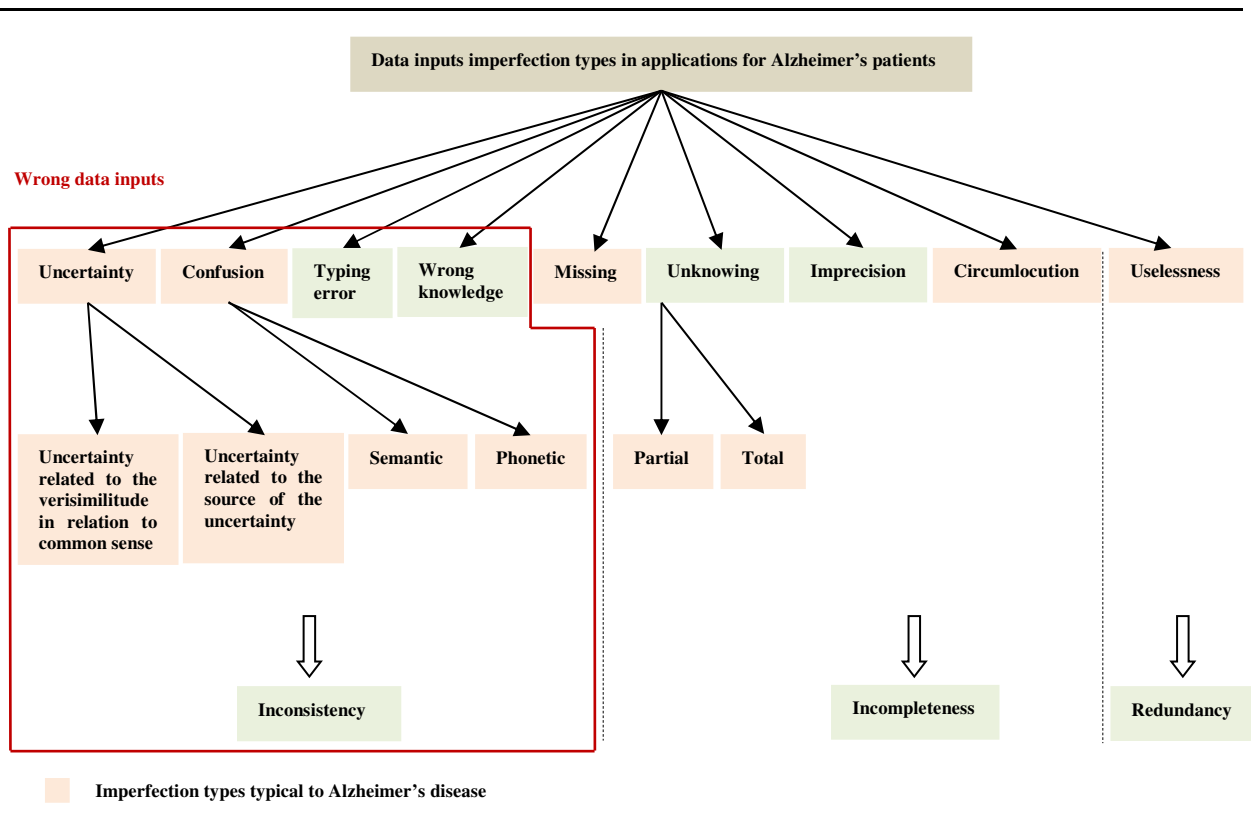 Data inputs imperfection types in applications for Alzheimer’s patients
Wrong data inputs
Uncertainty
Confusion
Typing
error
Wrong
knowledge
Missing
Unknowing
Imprecision
Circumlocution
Uselessness
Uncertainty
related to the
verisimilitude
in relation to
common sense
Uncertainty
related to the
source of the
uncertainty
Semantic
Phonetic
Partial
Total
Inconsistency
Incompleteness
Redundancy
Imperfection types typical to Alzheimer’s disease